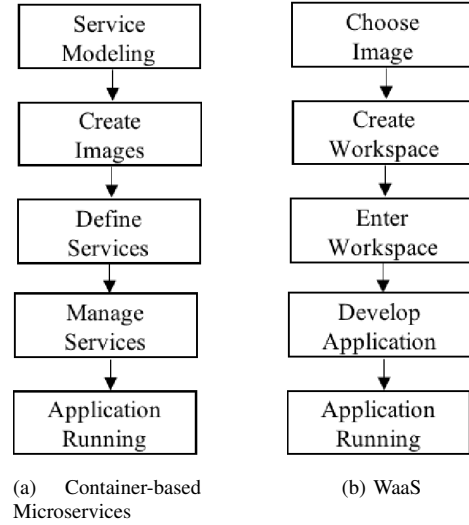 Service
Modeling
Create
Images
Define
Services
Manage
Services
Application
Running
(a) Container-based
Microservices
Choose
Image
Create
Workspace
Enter
Workspace
Develop
Application
Application
Running
(b) WaaS